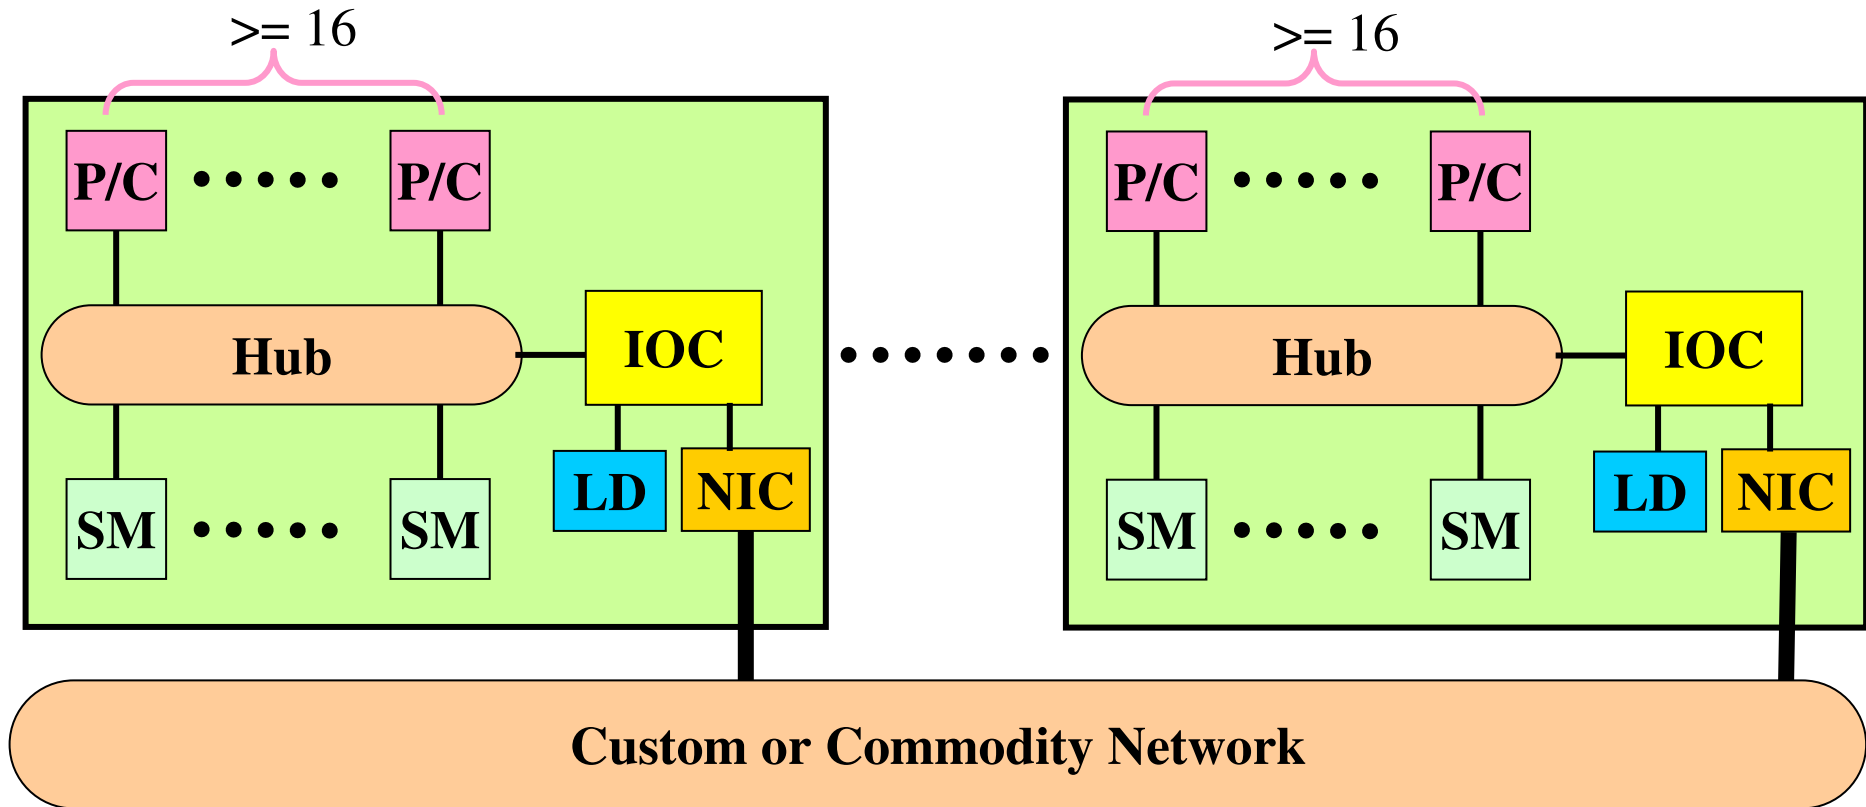 >= 16
>= 16
P/C P/C
P/C P/C
Hub IOC
Hub IOC
SM SM LD NIC
SM SM LD NIC
Custom or Commodity Network